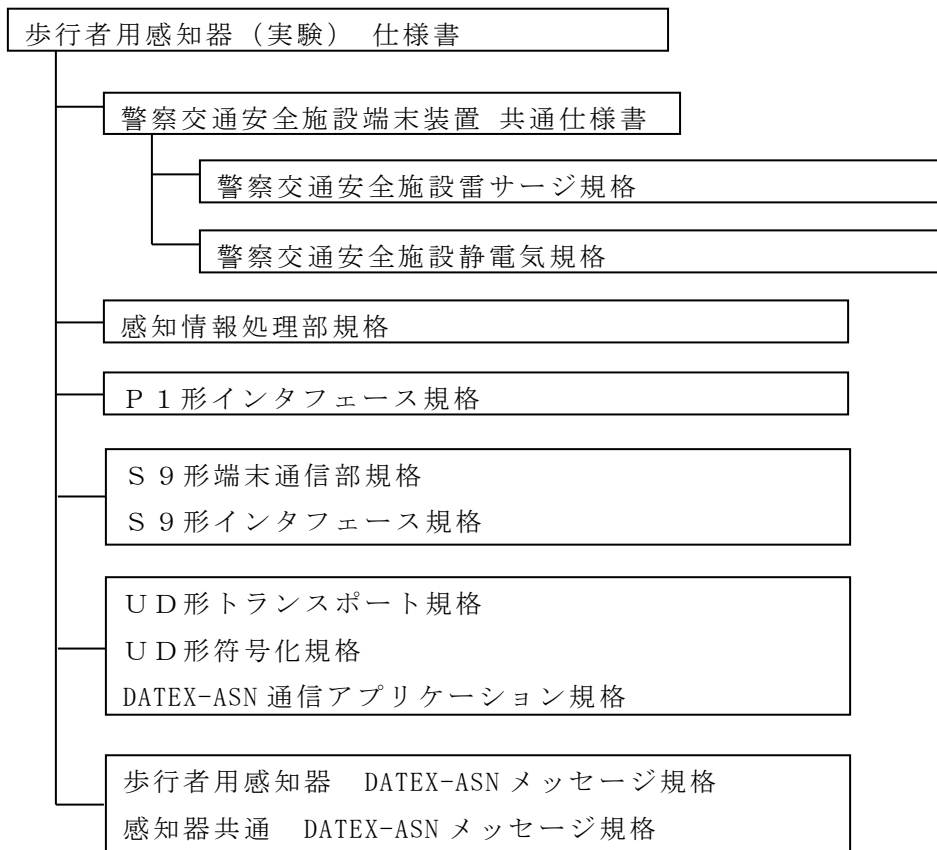 歩行者用感知器（実験） 仕様書
警察交通安全施設端末装置 共通仕様書
警察交通安全施設雷サージ規格
警察交通安全施設静電気規格
感知情報処理部規格
Ｐ１形インタフェース規格
Ｓ９形端末通信部規格
Ｓ９形インタフェース規格
ＵＤ形トランスポート規格
ＵＤ形符号化規格
DATEX-ASN 通信アプリケーション規格
歩行者用感知器　DATEX-ASN メッセージ規格
感知器共通　DATEX-ASN メッセージ規格